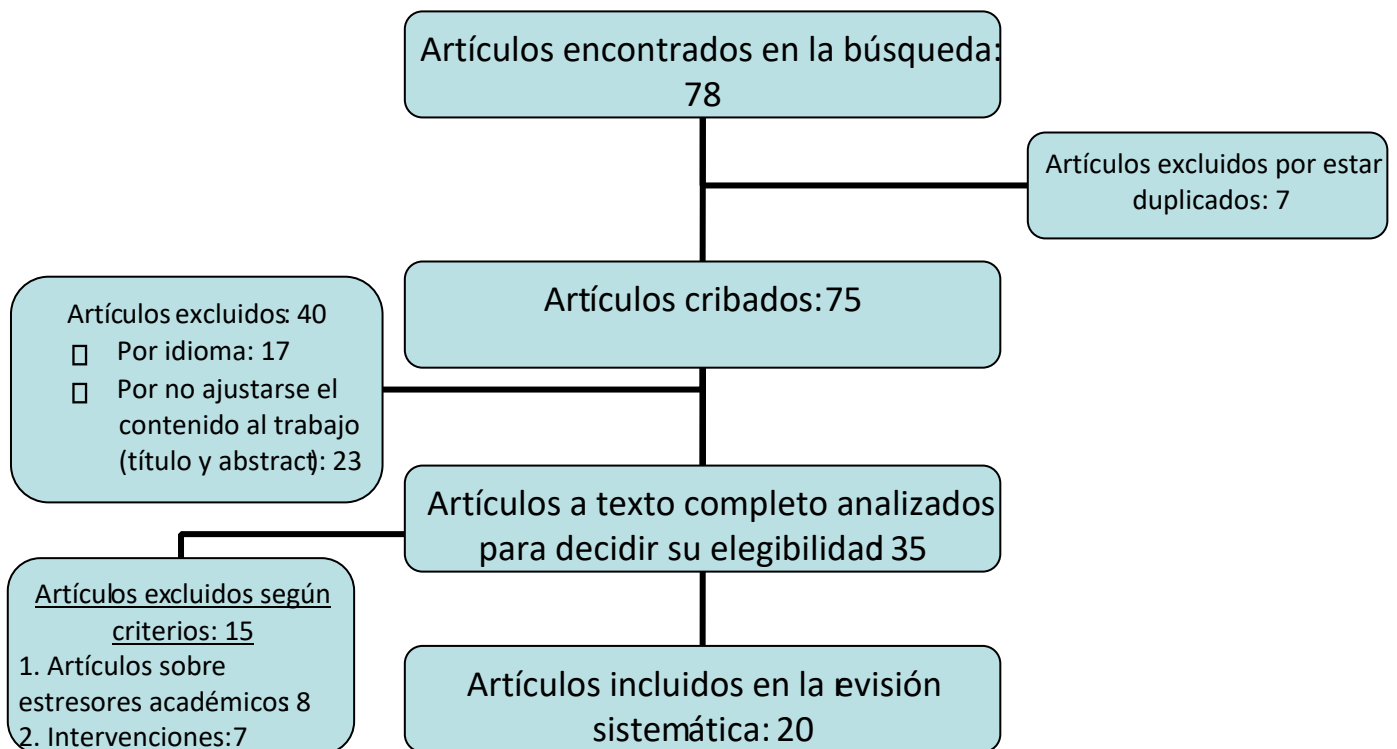 Artículos encontrados en la búsqueda:
78
Artículos excluidos por estar
duplicados: 7
Artículos cribados: 75
Artículos excluidos: 40
Por idioma: 17
Por no ajustarse el
contenido al trabajo
(título y abstract): 23
Artículos a texto completo analizados
para decidir su elegibilidad: 35
Artículos excluidos según
criterios: 15
1. Artículos sobre
estresores académicos: 8
2. Intervenciones:7
Artículos incluidos en la revisión
sistemática: 20